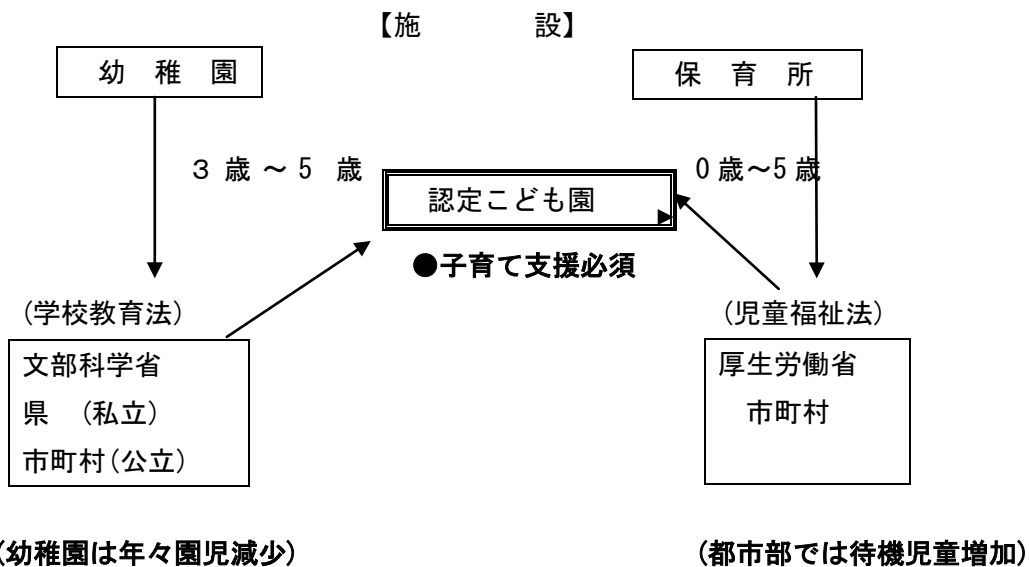 【施　　　設】
幼　稚　園
保　育　所
３ 歳 ～ 5　歳
0歳～5歳
認定こども園
●子育て支援必須
(学校教育法)
(児童福祉法)
文部科学省
県　(私立)
市町村(公立)
厚生労働省
市町村
(幼稚園は年々園児減少)
(都市部では待機児童増加)